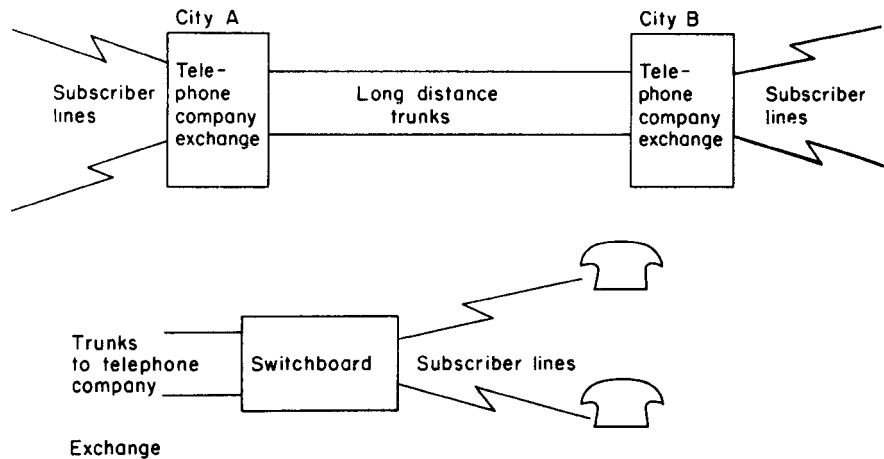 City A
City B
Tele-
phone
company
exchange
Subscriber
lines
Long distance
trunks
Tele-
phone
company
exchange
Subscriber
lines
Trunks
to telephone
company
Switchboard
Subscriber lines
Exchange